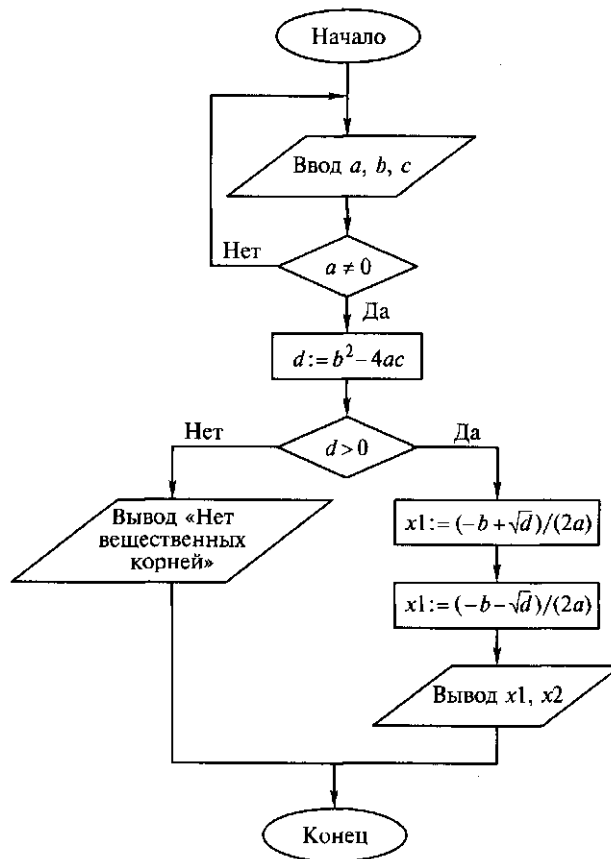 Начало
Ввод a, b, c
Нет
a ≠ 0
Да
d := b² – 4ac
Нет
d > 0
Да
Вывод «Нет
вещественных
корней»
x1 := (–b + √d)/(2a)
x1 := (–b – √d)/(2a)
Вывод x1, x2
Конец